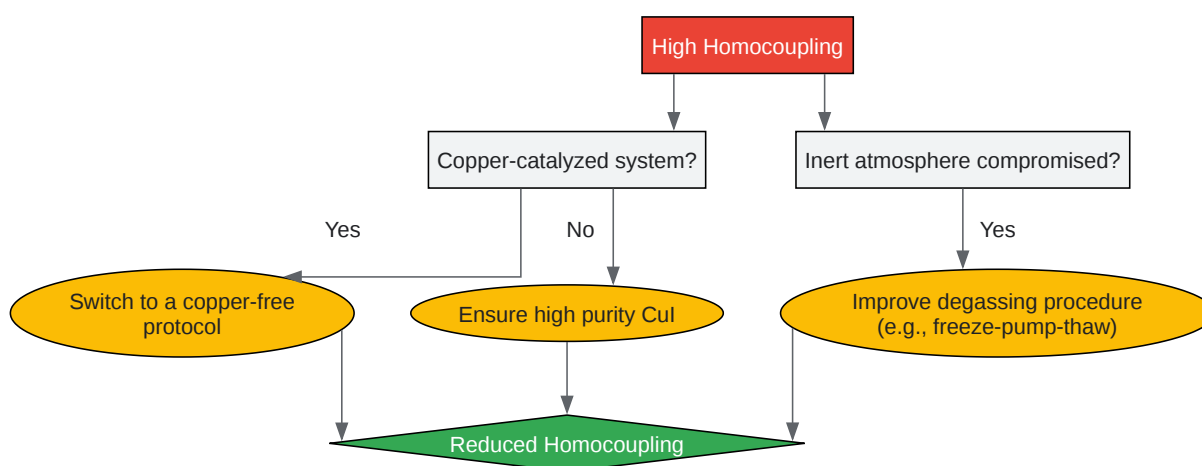 High Homocoupling
Copper-catalyzed system?
Inert atmosphere compromised?
Yes
No
Yes
Switch to a copper-free
protocol
Ensure high purity CuI
Improve degassing procedure
(e.g., freeze-pump-thaw)
Reduced Homocoupling